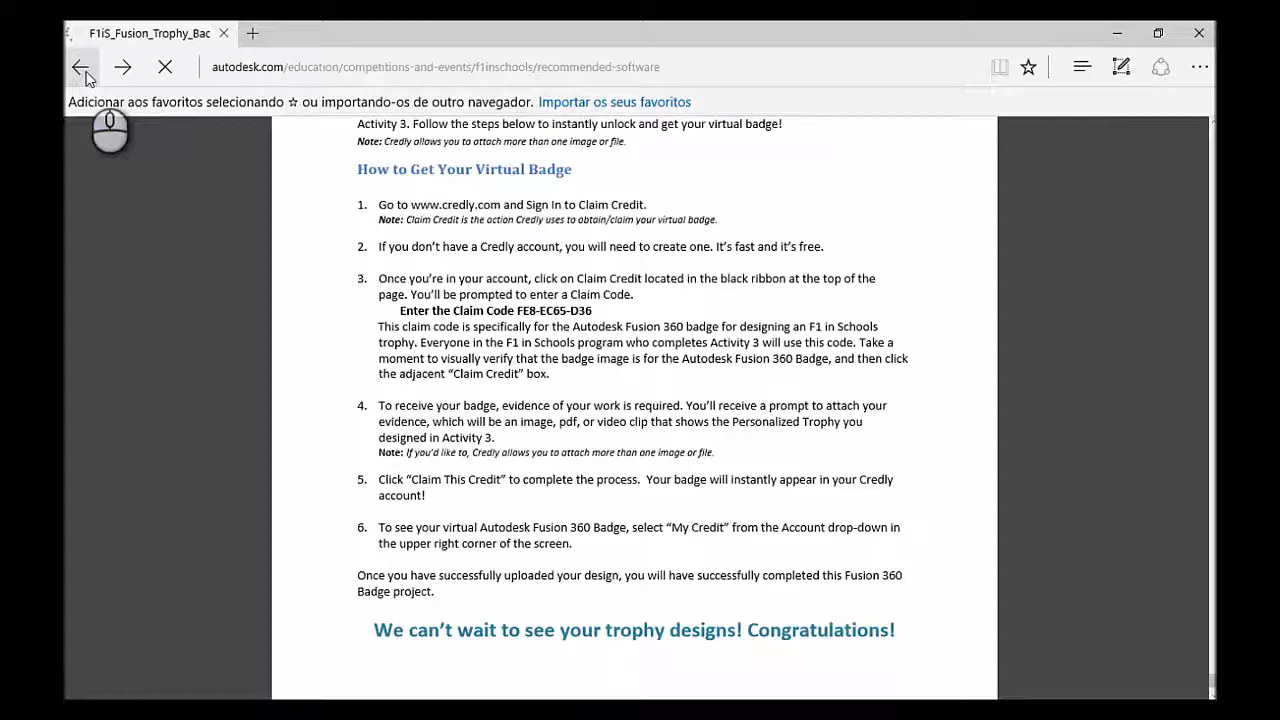 F1iS_Fusion_Trophy_Bac
autodesk.com/education/competitions-and-events/f1inschools/recommended-software
Adicionar aos favoritos selecionando ☆ ou importando-os de outro navegador. Importar os seus favoritos
Activity 3. Follow the steps below to instantly unlock and get your virtual badge!
Note: Credly allows you to attach more than one image or file.
How to Get Your Virtual Badge
1. Go to www.credly.com and Sign In to Claim Credit.
Note: Claim Credit is the action Credly uses to obtain/claim your virtual badge.
2. If you don't have a Credly account, you will need to create one. It's fast and it's free.
3. Once you're in your account, click on Claim Credit located in the black ribbon at the top of the
page. You'll be prompted to enter a Claim Code.
Enter the Claim Code FE8-EC65-D36
This claim code is specifically for the Autodesk Fusion 360 badge for designing an F1 in Schools
trophy. Everyone in the F1 in Schools program who completes Activity 3 will use this code. Take a
moment to visually verify that the badge image is for the Autodesk Fusion 360 Badge, and then click
the adjacent “Claim Credit” box.
4. To receive your badge, evidence of your work is required. You'll receive a prompt to attach your
evidence, which will be an image, pdf, or video clip that shows the Personalized Trophy you
designed in Activity 3.
Note: If you'd like to, Credly allows you to attach more than one image or file.
5. Click “Claim This Credit” to complete the process. Your badge will instantly appear in your Credly
account!
6. To see your virtual Autodesk Fusion 360 Badge, select “My Credit” from the Account drop-down in
the upper right corner of the screen.
Once you have successfully uploaded your design, you will have successfully completed this Fusion 360
Badge project.
We can't wait to see your trophy designs! Congratulations!